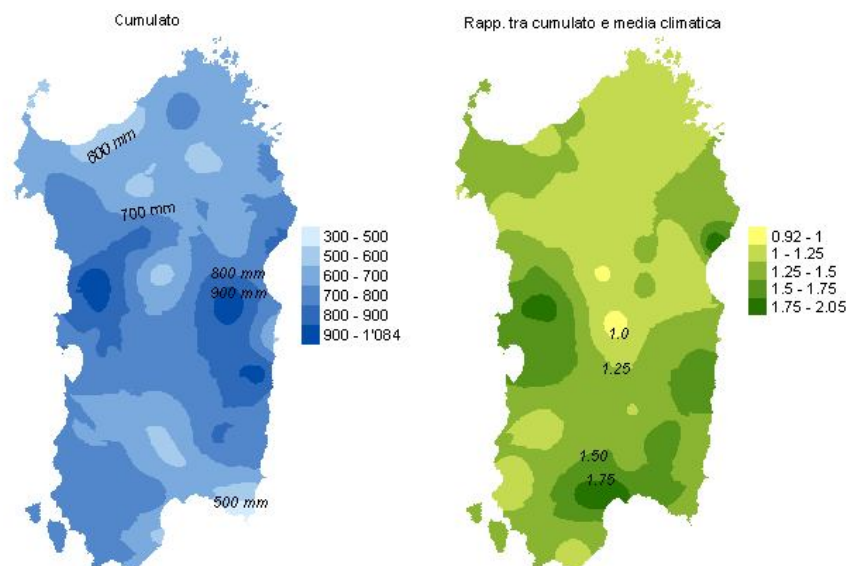 Cumulato
600 mm
700 mm
800 mm
900 mm
500 mm
300 - 500
500 - 600
600 - 700
700 - 800
800 - 900
900 - 1'084
Rapp. tra cumulato e media climatica
1.0
1.25
1.50
1.75
0.92 - 1
1 - 1.25
1.25 - 1.5
1.5 - 1.75
1.75 - 2.05